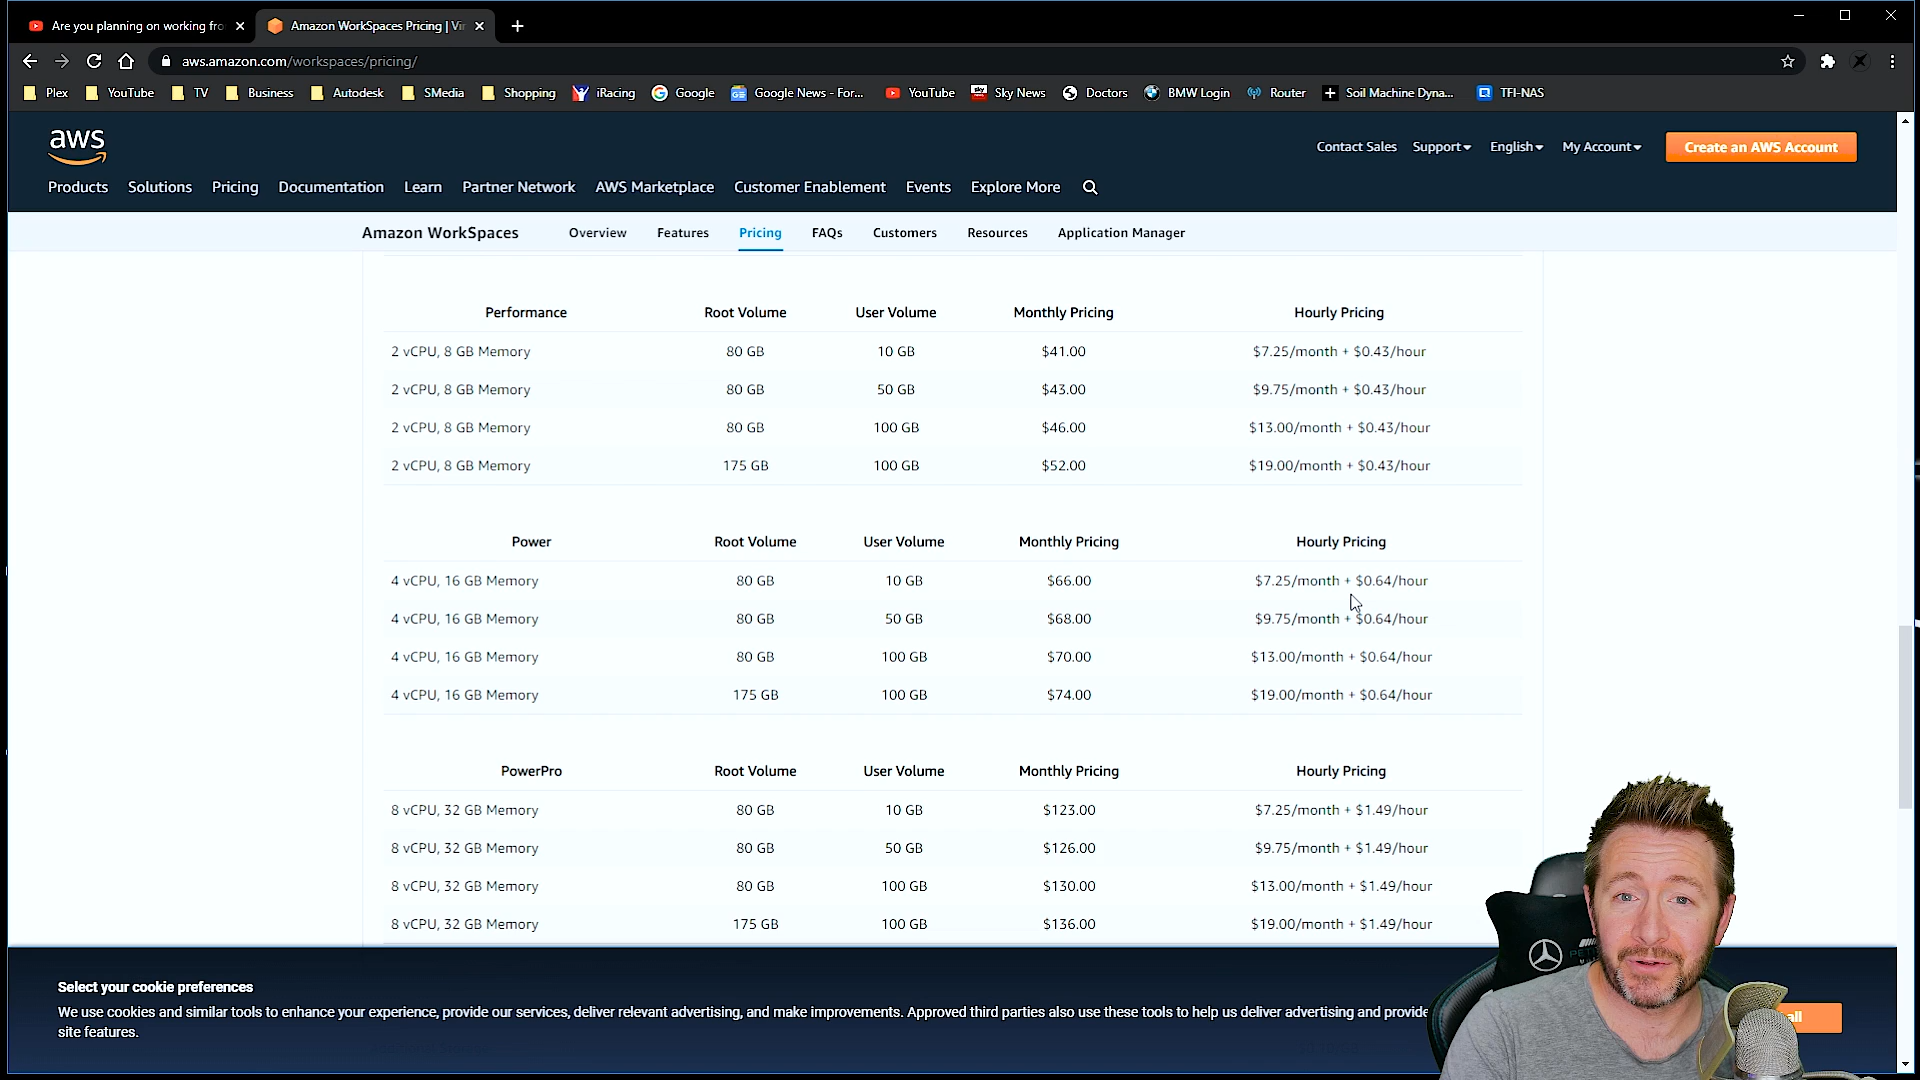 Are you planning on working fro
Amazon WorkSpaces Pricing | Vir
aws.amazon.com/workspaces/pricing/
Plex YouTube TV Business Autodesk SMedia Shopping iRacing Google Google News - For... YouTube Sky News Doctors BMW Login Router Soil Machine Dyna... TFI-NAS
aws
Contact Sales Support English My Account Create an AWS Account
Products Solutions Pricing Documentation Learn Partner Network AWS Marketplace Customer Enablement Events Explore More
Amazon WorkSpaces Overview Features Pricing FAQs Customers Resources Application Manager
Performance Root Volume User Volume Monthly Pricing Hourly Pricing
2 vCPU, 8 GB Memory 80 GB 10 GB $41.00 $7.25/month + $0.43/hour
2 vCPU, 8 GB Memory 80 GB 50 GB $43.00 $9.75/month + $0.43/hour
2 vCPU, 8 GB Memory 80 GB 100 GB $46.00 $13.00/month + $0.43/hour
2 vCPU, 8 GB Memory 175 GB 100 GB $52.00 $19.00/month + $0.43/hour
Power Root Volume User Volume Monthly Pricing Hourly Pricing
4 vCPU, 16 GB Memory 80 GB 10 GB $66.00 $7.25/month + $0.64/hour
4 vCPU, 16 GB Memory 80 GB 50 GB $68.00 $9.75/month + $0.64/hour
4 vCPU, 16 GB Memory 80 GB 100 GB $70.00 $13.00/month + $0.64/hour
4 vCPU, 16 GB Memory 175 GB 100 GB $74.00 $19.00/month + $0.64/hour
PowerPro Root Volume User Volume Monthly Pricing Hourly Pricing
8 vCPU, 32 GB Memory 80 GB 10 GB $123.00 $7.25/month + $1.49/hour
8 vCPU, 32 GB Memory 80 GB 50 GB $126.00 $9.75/month + $1.49/hour
8 vCPU, 32 GB Memory 80 GB 100 GB $130.00 $13.00/month + $1.49/hour
8 vCPU, 32 GB Memory 175 GB 100 GB $136.00 $19.00/month + $1.49/hour
Select your cookie preferences
We use cookies and similar tools to enhance your experience, provide our services, deliver relevant advertising, and make improvements. Approved third parties also use these tools to help us deliver advertising and provide
site features.
all